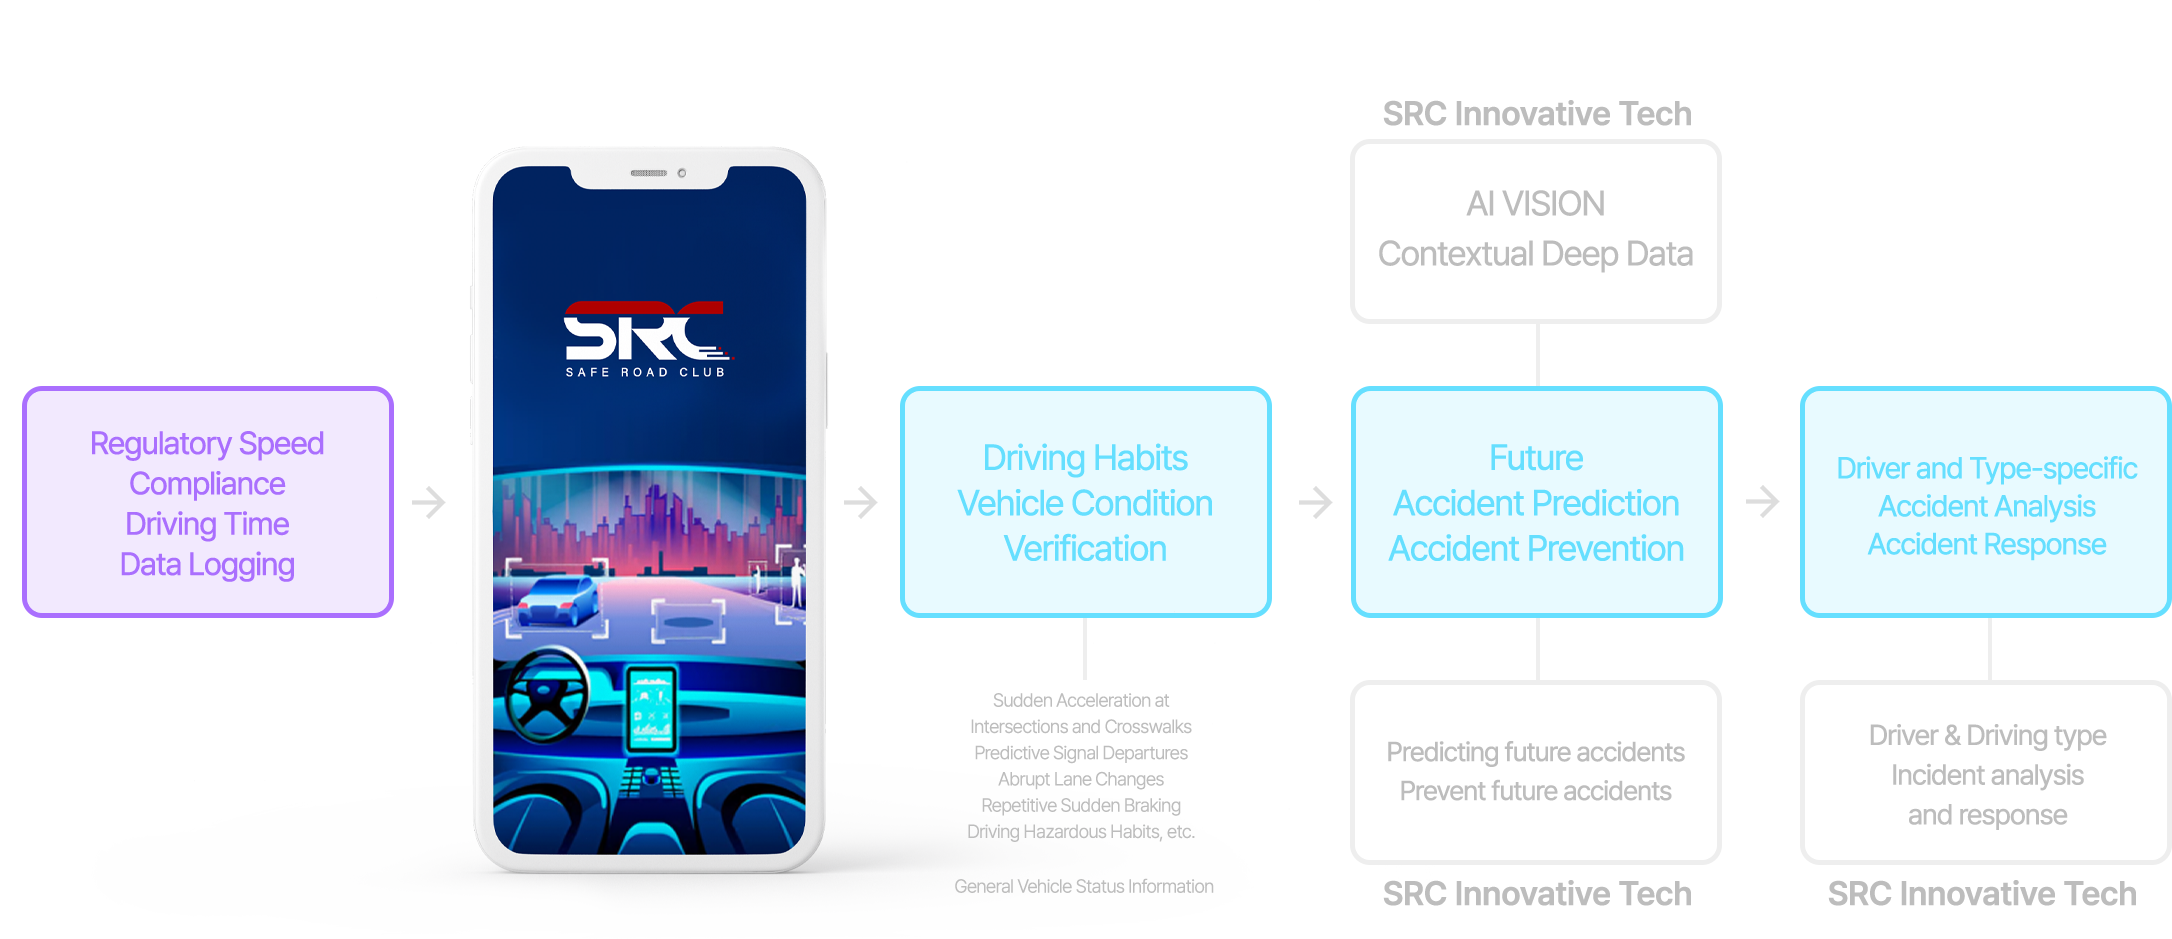 Regulatory Speed
Compliance
Driving Time
Data Logging
SRC
SAFE ROAD CLUB
Driving Habits
Vehicle Condition
Verification
Sudden Acceleration at
Intersections and Crosswalks
Predictive Signal Departures
Abrupt Lane Changes
Repetitive Sudden Braking
Driving Hazardous Habits, etc.
General Vehicle Status Information
SRC Innovative Tech
AI VISION
Contextual Deep Data
Future
Accident Prediction
Accident Prevention
Predicting future accidents
Prevent future accidents
SRC Innovative Tech
Driver and Type-specific
Accident Analysis
Accident Response
Driver & Driving type
Incident analysis
and response
SRC Innovative Tech